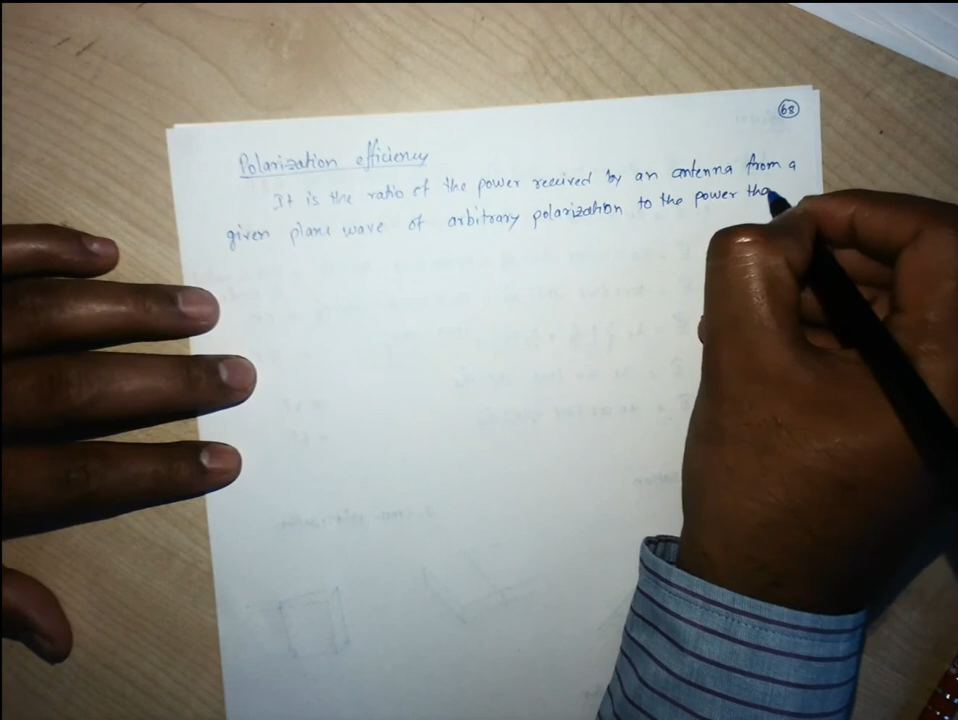 68
Polarization efficiency
It is the ratio of the power received by an antenna from a
given plane wave of arbitrary polarization to the power tha